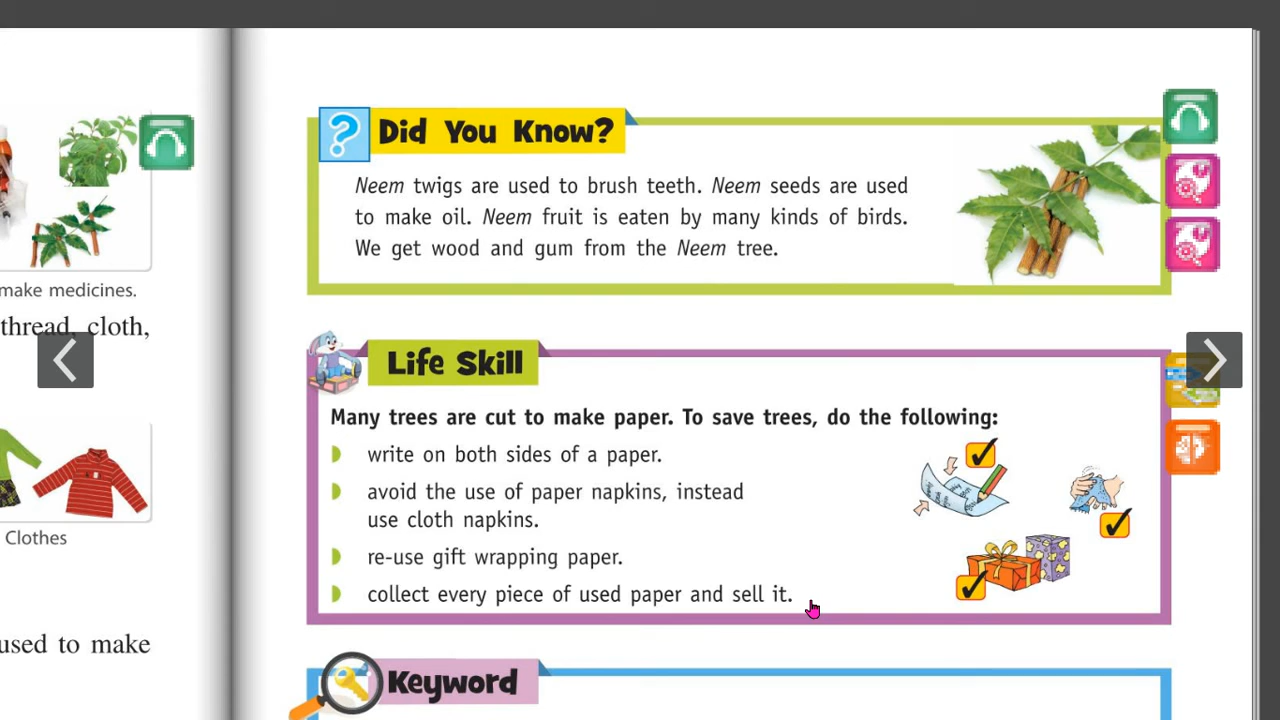 make medicines.
thread, cloth,
Clothes
used to make
Did You Know?
Neem twigs are used to brush teeth. Neem seeds are used
to make oil. Neem fruit is eaten by many kinds of birds.
We get wood and gum from the Neem tree.
Life Skill
Many trees are cut to make paper. To save trees, do the following:
write on both sides of a paper.
avoid the use of paper napkins, instead
use cloth napkins.
re-use gift wrapping paper.
collect every piece of used paper and sell it.
Keyword